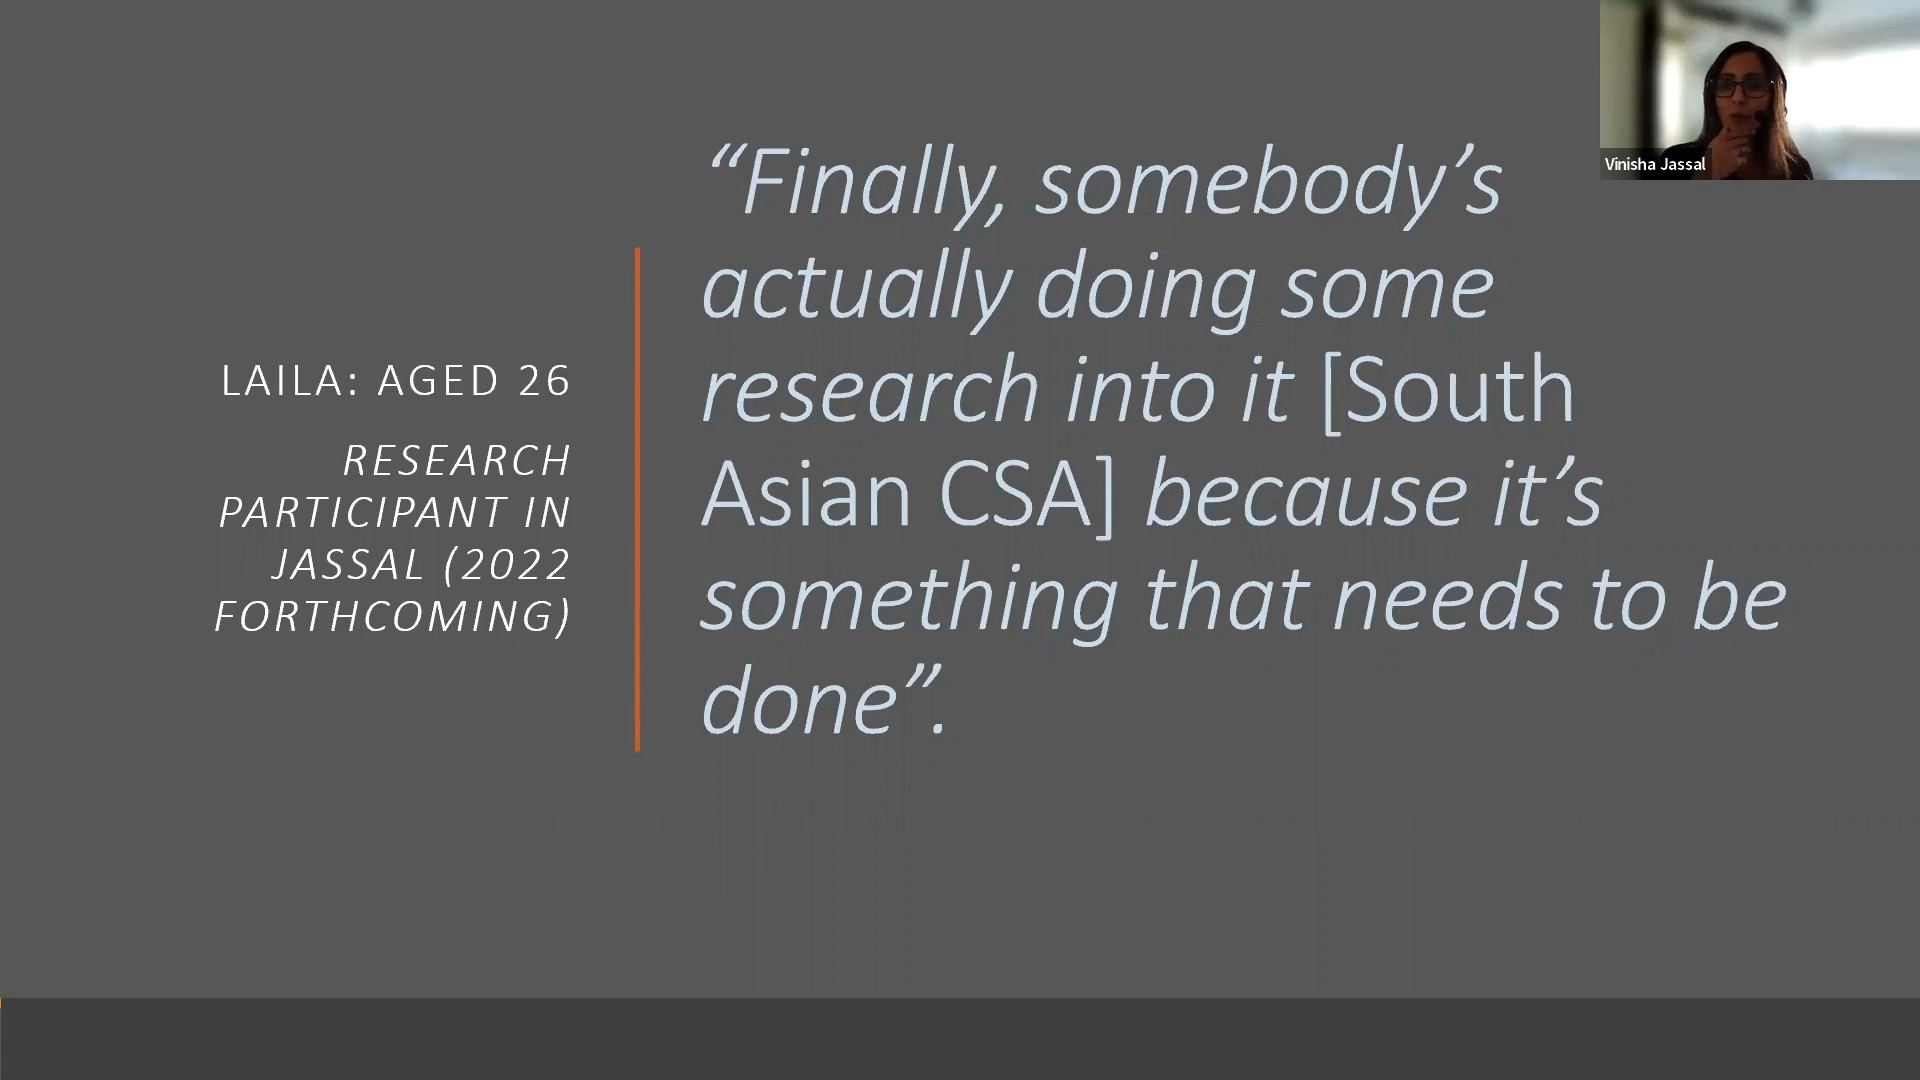 LAILA: AGED 26
RESEARCH
PARTICIPANT IN
JASSAL (2022
FORTHCOMING)
“Finally, somebody’s
actually doing some
research into it [South
Asian CSA] because it’s
something that needs to be
done”.
Vinisha Jassal